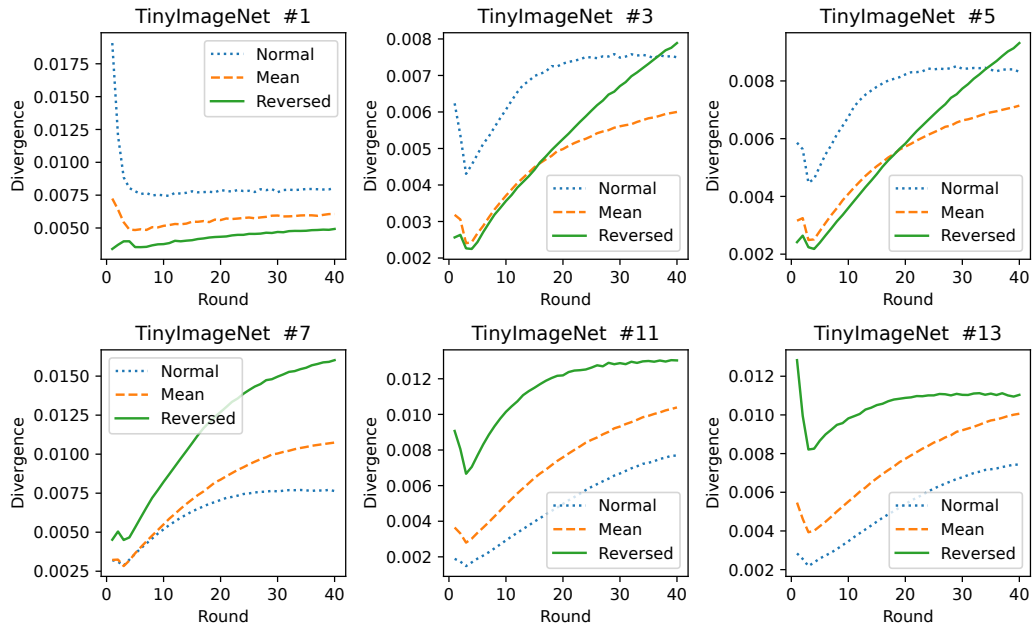 TinyImageNet #1
Divergence
0.0175
0.0150
0.0125
0.0100
0.0075
0.0050
Normal
Mean
Reversed
0 10 20 30 40
Round
TinyImageNet #3
Divergence
0.008
0.007
0.006
0.005
0.004
0.003
0.002
Normal
Mean
Reversed
0 10 20 30 40
Round
TinyImageNet #5
Divergence
0.008
0.006
0.004
0.002
Normal
Mean
Reversed
0 10 20 30 40
Round
TinyImageNet #7
Divergence
0.0150
0.0125
0.0100
0.0075
0.0050
0.0025
Normal
Mean
Reversed
0 10 20 30 40
Round
TinyImageNet #11
Divergence
0.012
0.010
0.008
0.006
0.004
0.002
Normal
Mean
Reversed
0 10 20 30 40
Round
TinyImageNet #13
Divergence
0.012
0.010
0.008
0.006
0.004
0.002
Normal
Mean
Reversed
0 10 20 30 40
Round